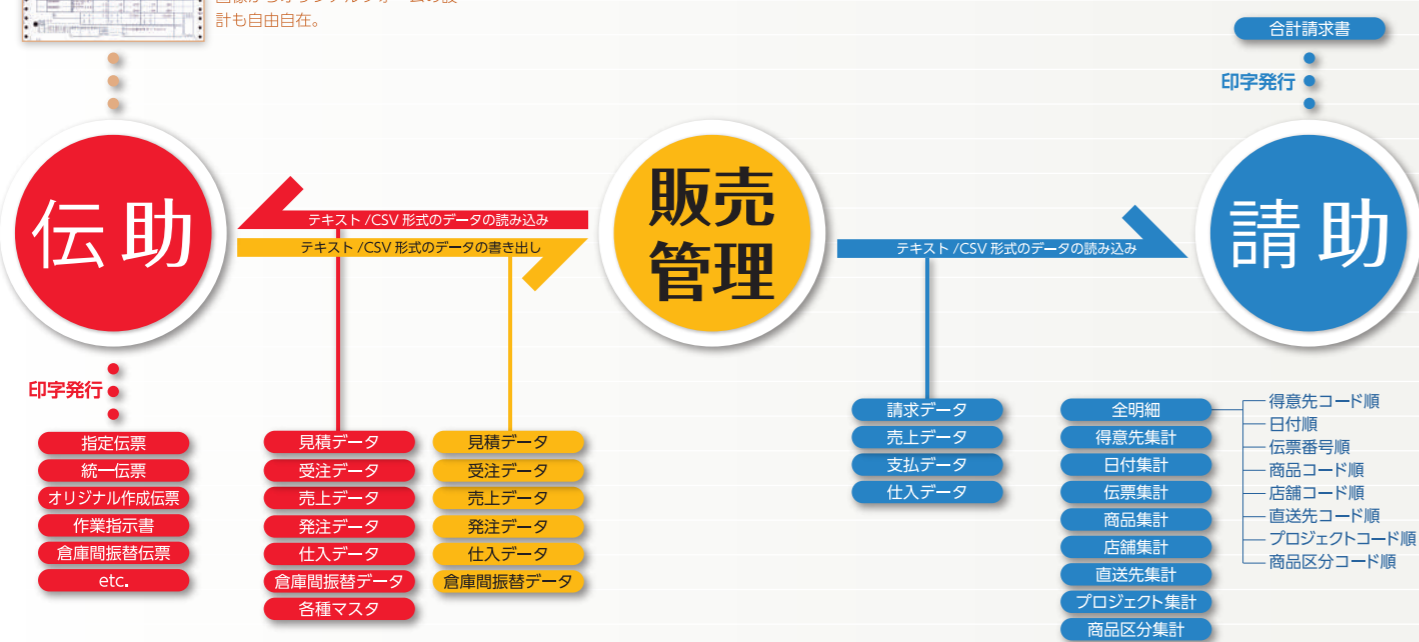 画像からオリジナルフォームの設
計も自由自在。
合計請求書
印字発行
伝助
テキスト/CSV 形式のデータの読み込み
テキスト/CSV 形式のデータの書き出し
販売
管理
テキスト/CSV 形式のデータの読み込み
請助
印字発行
指定伝票
統一伝票
オリジナル作成伝票
作業指示書
倉庫間振替伝票
etc.
見積データ
受注データ
売上データ
発注データ
仕入データ
倉庫間振替データ
各種マスタ
見積データ
受注データ
売上データ
発注データ
仕入データ
倉庫間振替データ
請求データ
売上データ
支払データ
仕入データ
全明細
得意先集計
日付集計
伝票集計
商品集計
店舗集計
直送先集計
プロジェクト集計
商品区分集計
得意先コード順
日付順
伝票番号順
商品コード順
店舗コード順
直送先コード順
プロジェクトコード順
商品区分コード順